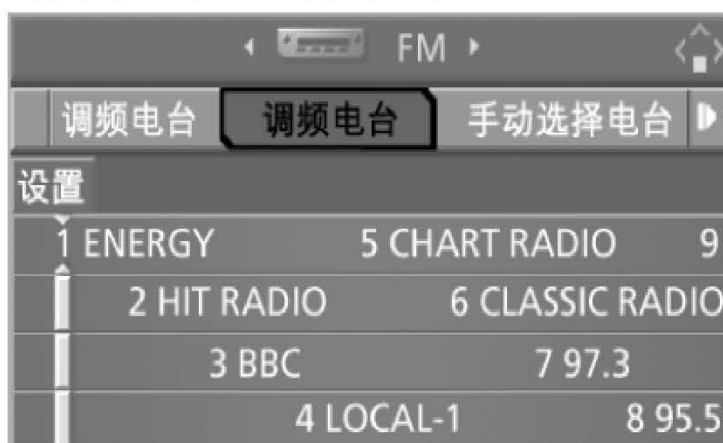 FM
调频电台 调频电台 手动选择电台
设置
1 ENERGY 5 CHART RADIO 9
2 HIT RADIO 6 CLASSIC RADIO
3 BBC 7 97.3
4 LOCAL-1 8 95.5